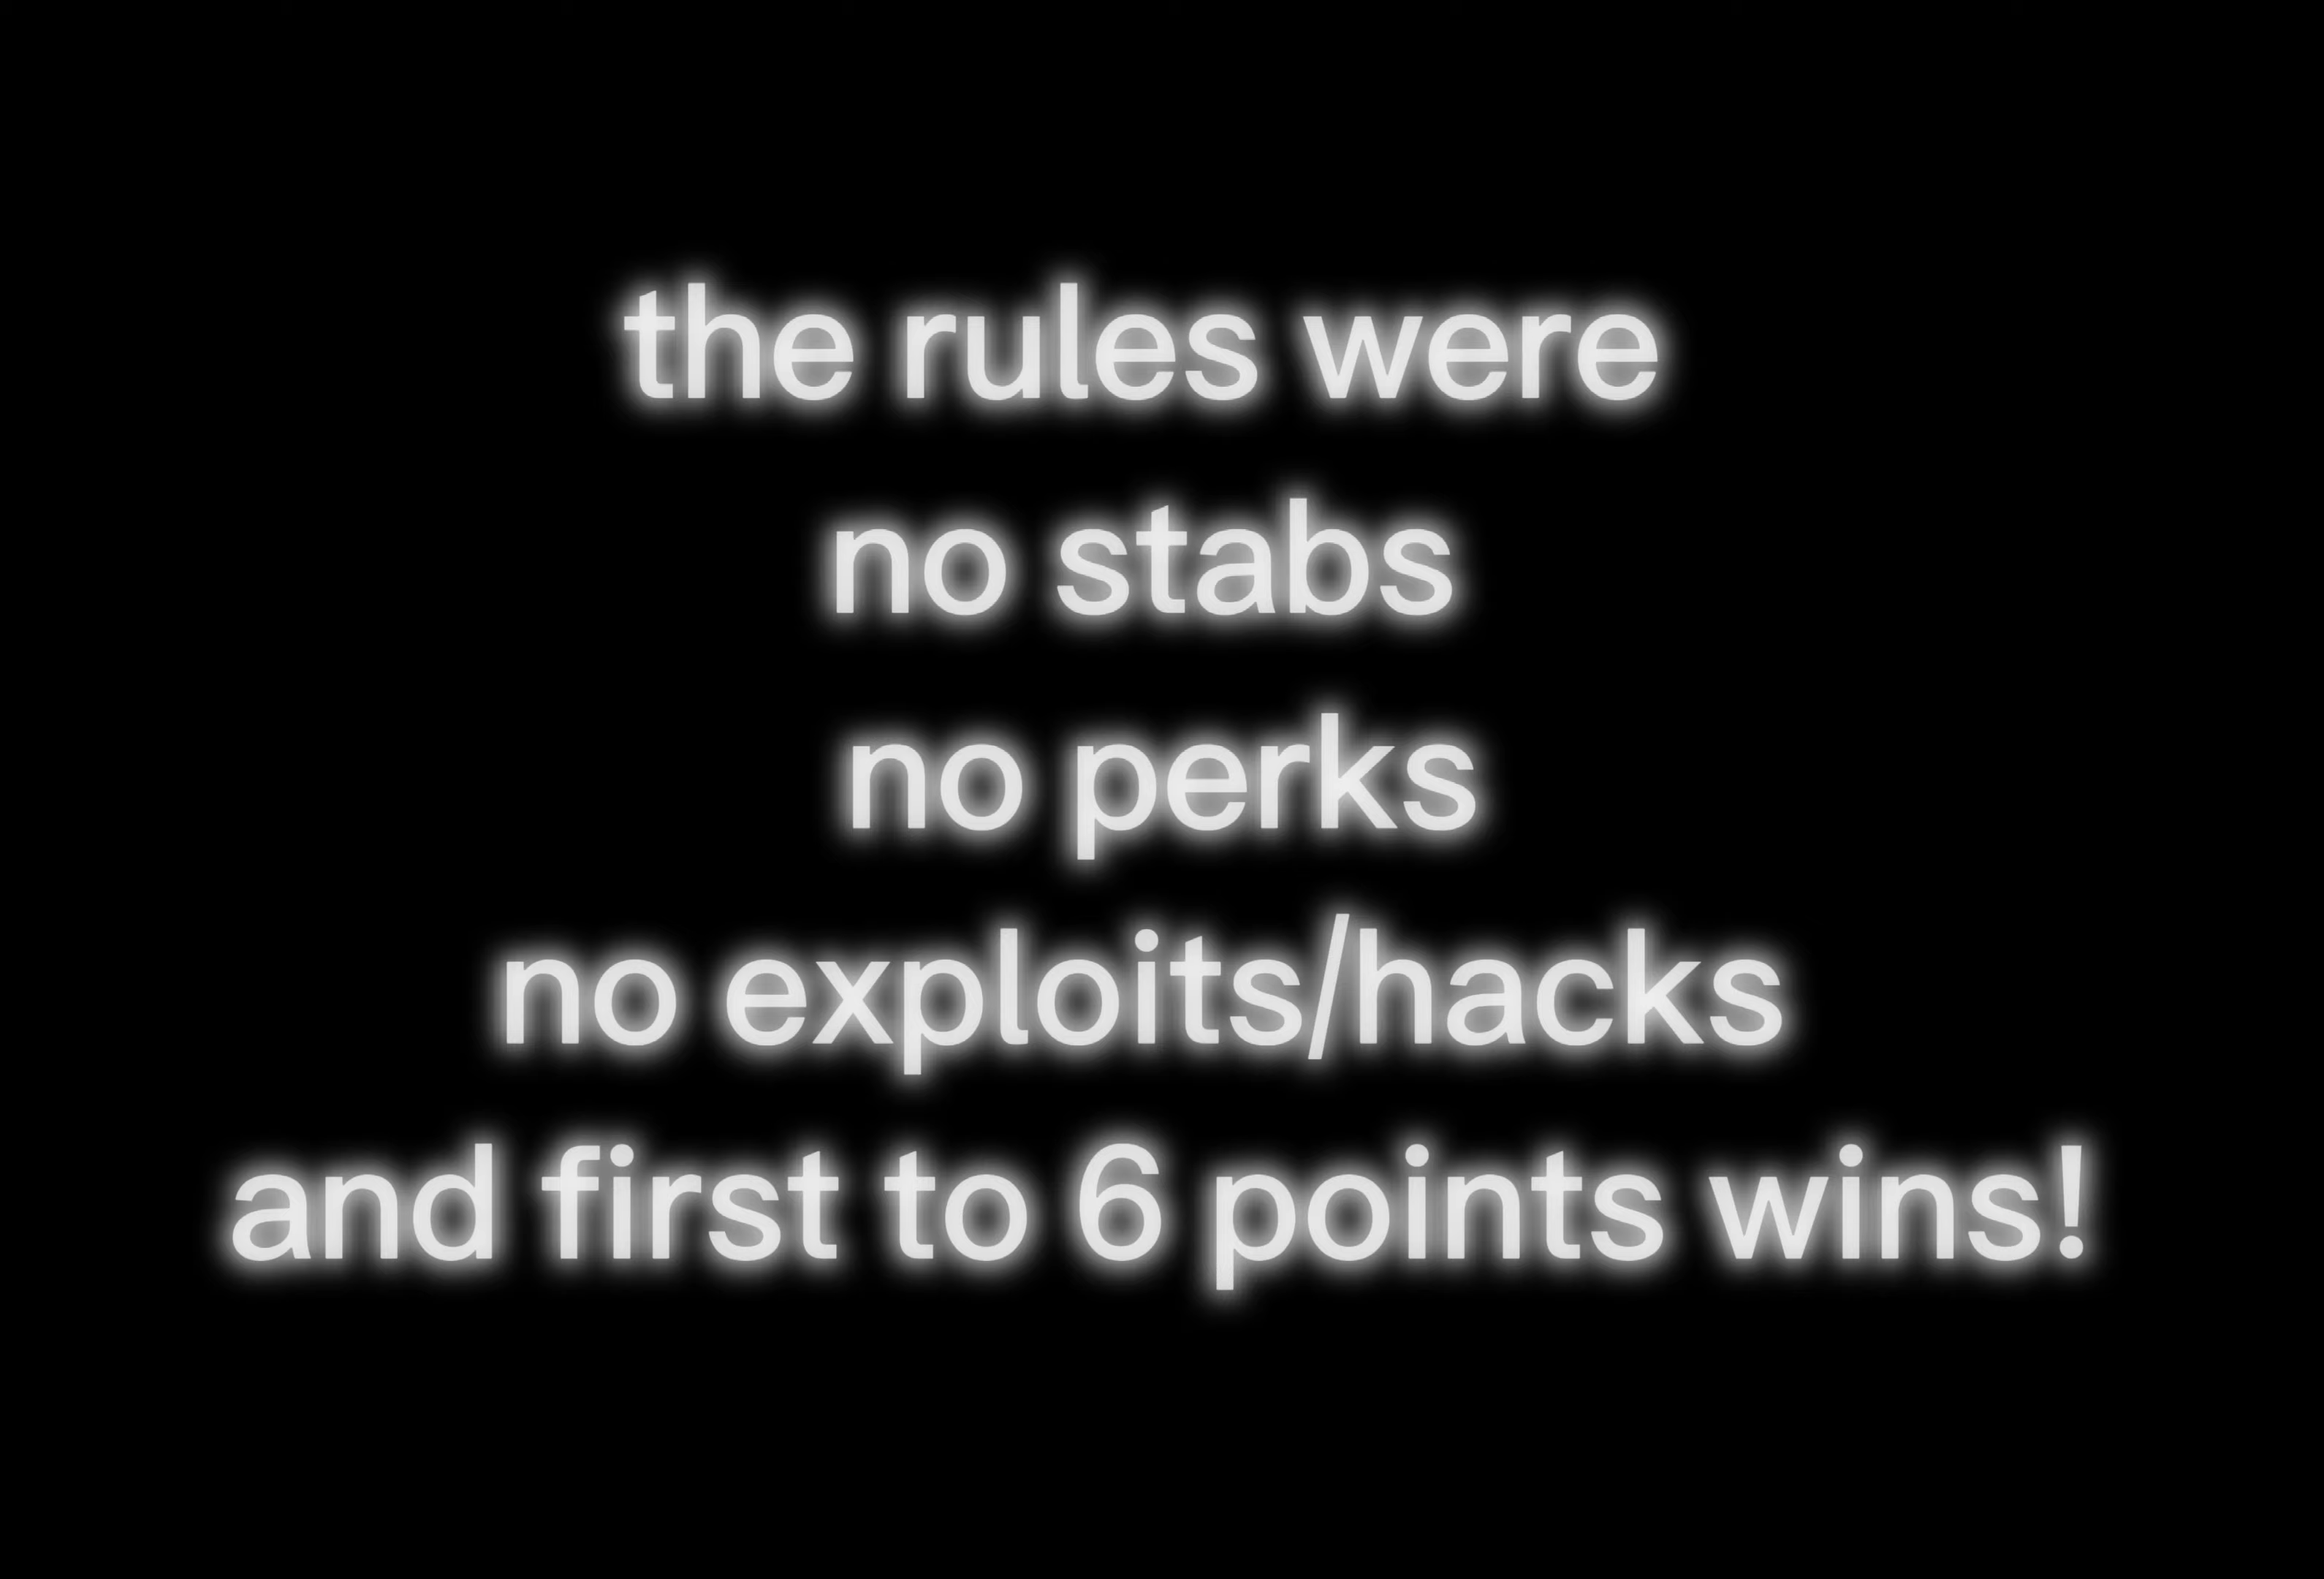 the rules were
no stabs
no perks
no exploits/hacks
and first to 6 points wins!